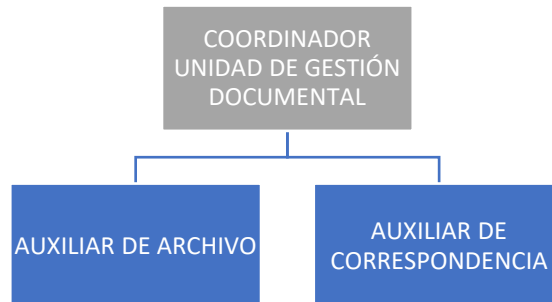 COORDINADOR
UNIDAD DE GESTIÓN
DOCUMENTAL
AUXILIAR DE ARCHIVO
AUXILIAR DE
CORRESPONDENCIA